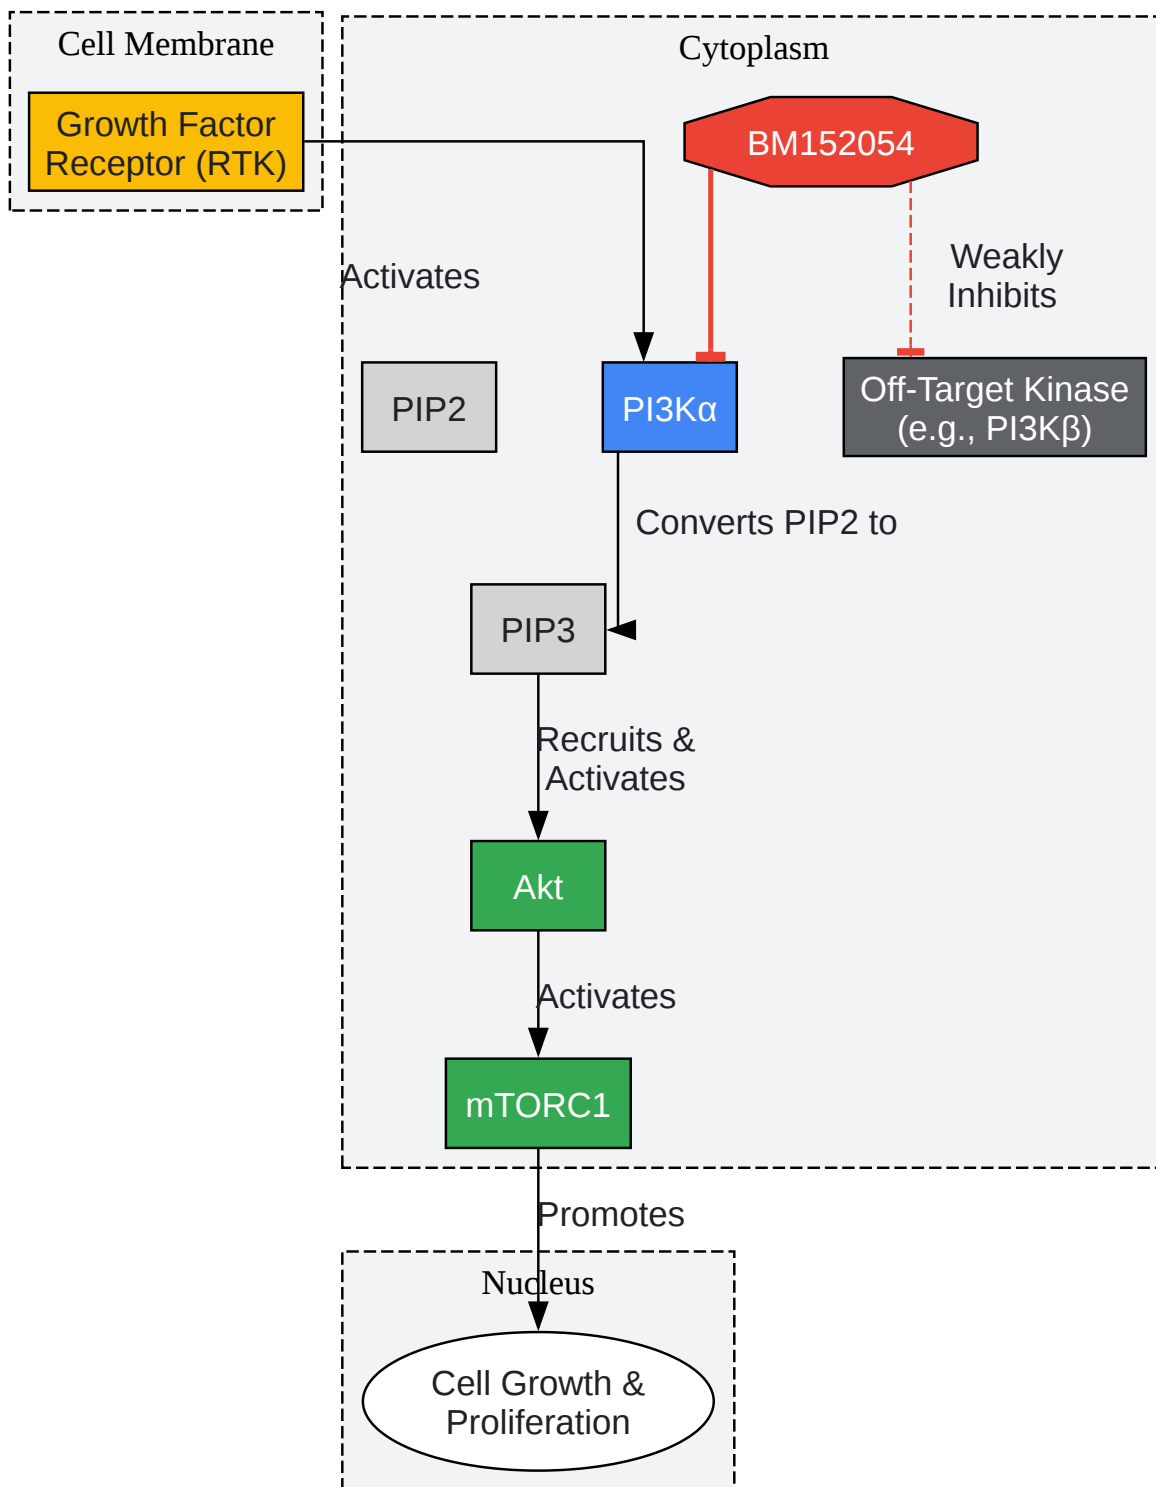 Cell Membrane
Growth Factor
Receptor (RTK)
Cytoplasm
BM152054
Activates
Weakly
Inhibits
PIP2
PI3Kα
Off-Target Kinase
(e.g., PI3Kβ)
Converts PIP2 to
PIP3
Recruits &
Activates
Akt
Activates
mTORC1
Promotes
Nucleus
Cell Growth &
Proliferation